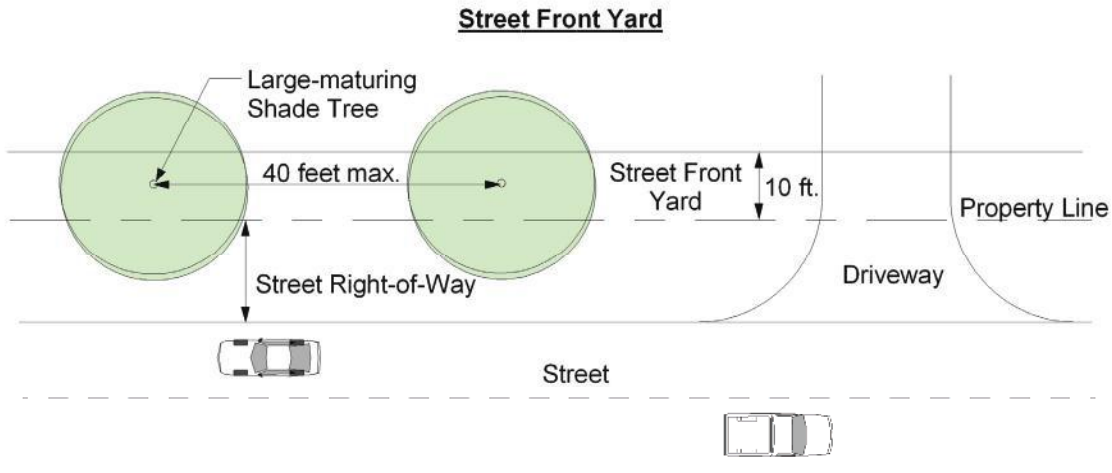 Street Front Yard
Large-maturing
Shade Tree
40 feet max.
Street Front
Yard
10 ft.
Property Line
Street Right-of-Way
Driveway
Street